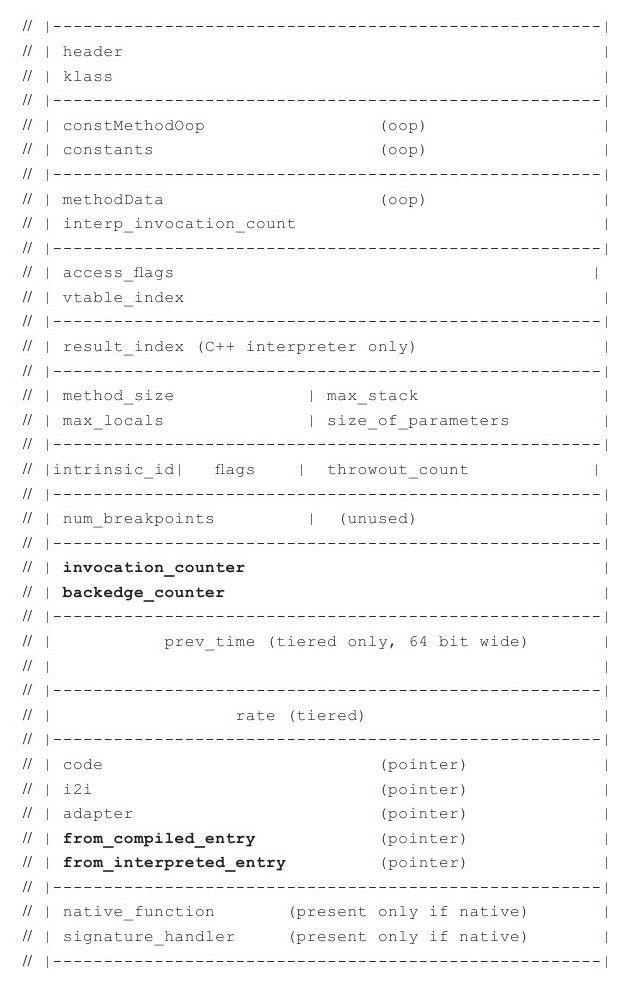 // |------------------------------------------------------|
// | header                                               |
// | klass                                                |
// |------------------------------------------------------|
// | constMethodOop                 (oop)                 |
// | constants                      (oop)                 |
// |------------------------------------------------------|
// | methodData                     (oop)                 |
// | interp_invocation_count                              |
// |------------------------------------------------------|
// | access_flags                                         |
// | vtable_index                                         |
// |------------------------------------------------------|
// | result_index (C++ interpreter only)                  |
// |------------------------------------------------------|
// | method_size             | max_stack                  |
// | max_locals              | size_of_parameters         |
// |------------------------------------------------------|
// |intrinsic_id|   flags    |  throwout_count            |
// |------------------------------------------------------|
// | num_breakpoints         |  (unused)                  |
// |------------------------------------------------------|
// | invocation_counter                                   |
// | backedge_counter                                     |
// |------------------------------------------------------|
// |           prev_time (tiered only, 64 bit wide)       |
// |                                                      |
// |------------------------------------------------------|
// |                  rate (tiered)                       |
// |------------------------------------------------------|
// | code                           (pointer)             |
// | i2i                            (pointer)             |
// | adapter                        (pointer)             |
// | from_compiled_entry            (pointer)             |
// | from_interpreted_entry         (pointer)             |
// |------------------------------------------------------|
// | native_function       (present only if native)       |
// | signature_handler     (present only if native)       |
// |------------------------------------------------------|